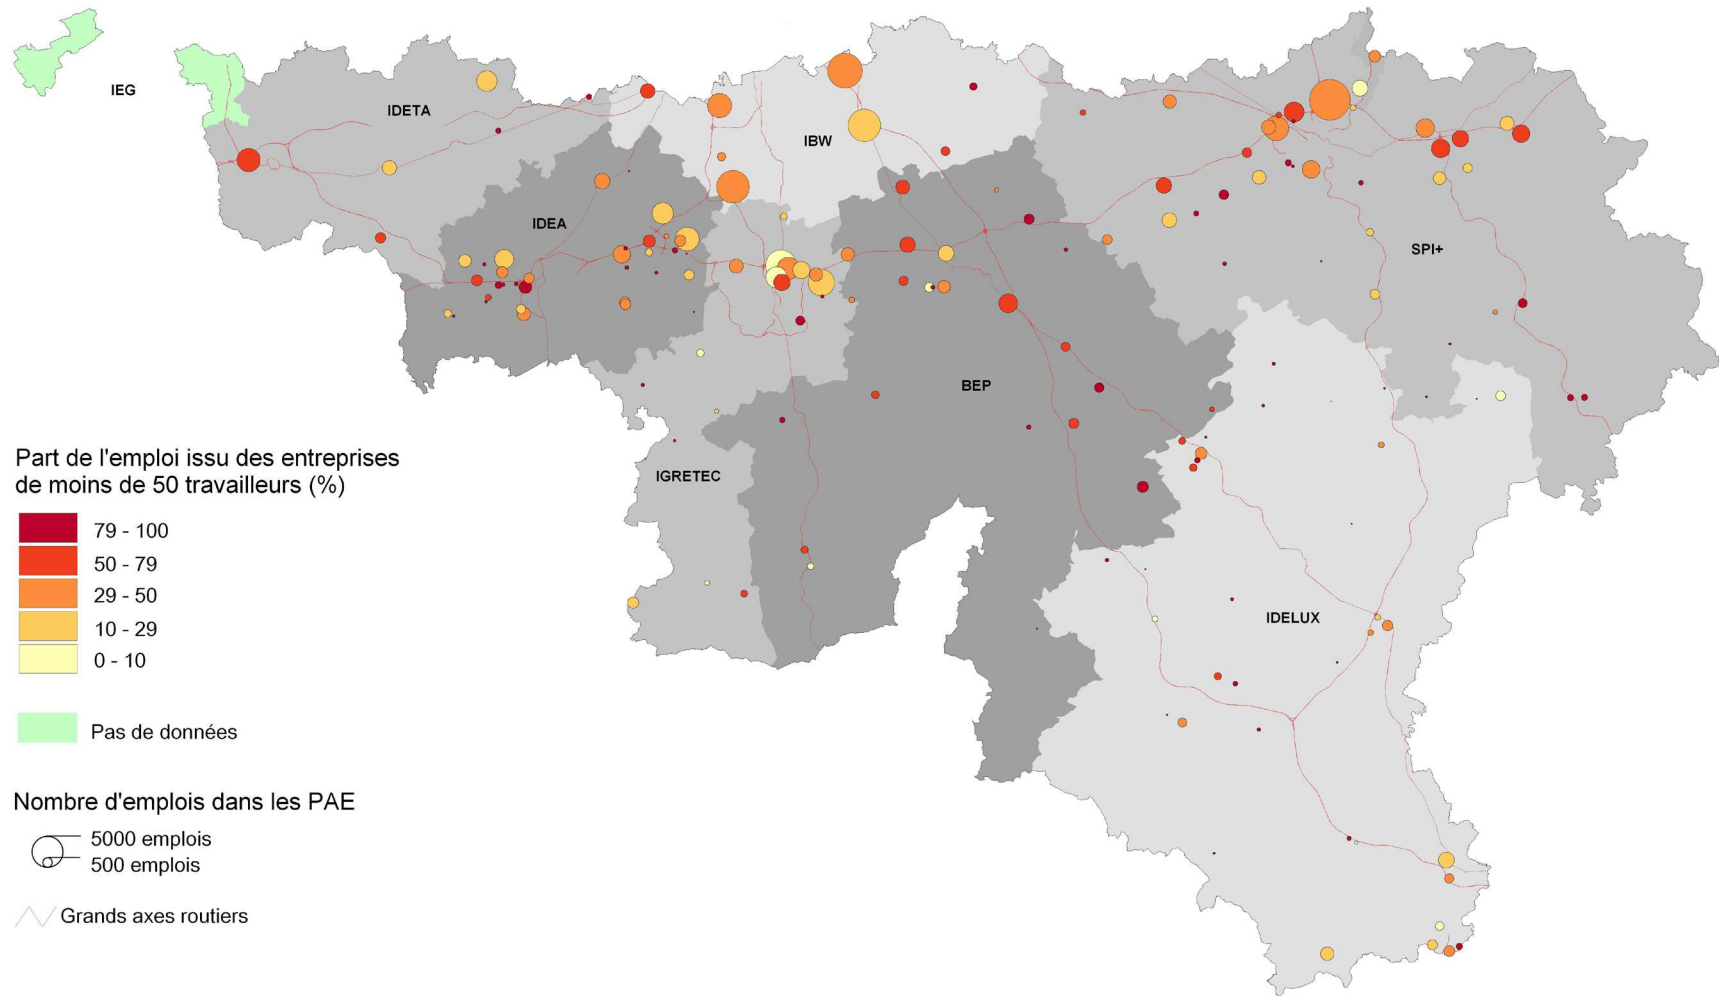 IEG
IDETA
IBW
IDEA
SPI+
BEP
IGRETEC
IDELUX
Part de l'emploi issu des entreprises
de moins de 50 travailleurs (%)
79 - 100
50 - 79
29 - 50
10 - 29
0 - 10
Pas de données
Nombre d'emplois dans les PAE
5000 emplois
500 emplois
Grands axes routiers